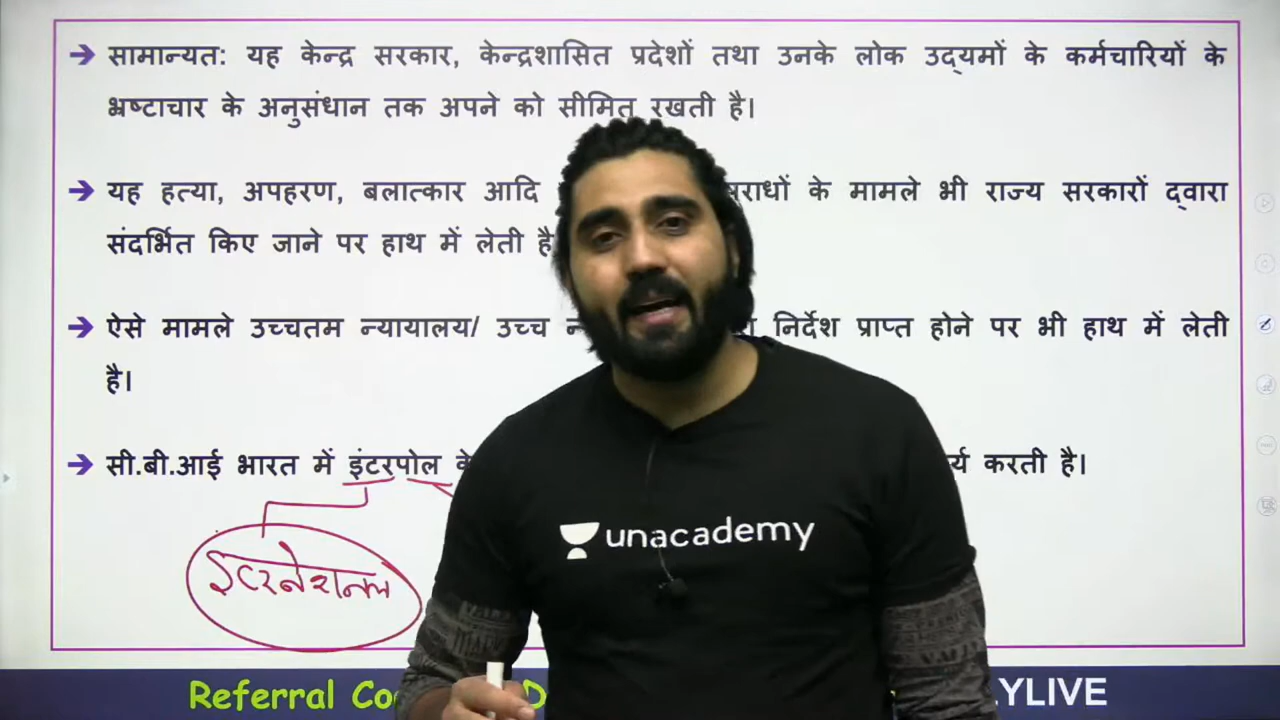 सामान्यत: यह केन्द्र सरकार, केन्द्रशासित प्रदेशों तथा उनके लोक उद्यमों के कर्मचारियों के
भ्रष्टाचार के अनुसंधान तक अपने को सीमित रखती है।
यह हत्या, अपहरण, बलात्कार आदि के मामले भी राज्य सरकारों द्वारा
संदर्भित किए जाने पर हाथ में लेती है
ऐसे मामले उच्चतम न्यायालय/ उच्च निर्देश प्राप्त होने पर भी हाथ में लेती
है।
सी.बी.आई भारत में इंटरपोल करती है।
unacademy
इंटरनेशनल
Referral YLIVE